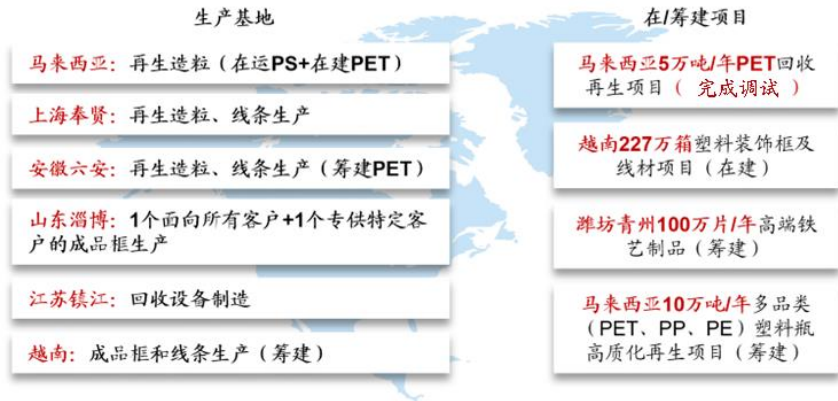 生产基地
马来西亚：再生造粒（在运PS+在建PET）
上海奉贤：再生造粒、线条生产
安徽六安：再生造粒、线条生产（筹建PET）
山东淄博：1个面向所有客户+1个专供特定客
户的成品框生产
江苏镇江：回收设备制造
越南：成品框和线条生产（筹建）
在/筹建项目
马来西亚5万吨/年PET回收
再生项目（ 完成调试 ）
越南227万箱塑料装饰框及
线材项目（在建）
潍坊青州100万片/年高端铁
艺制品（筹建）
马来西亚10万吨/年多品类
（PET、PP、PE）塑料瓶
高质化再生项目（筹建）